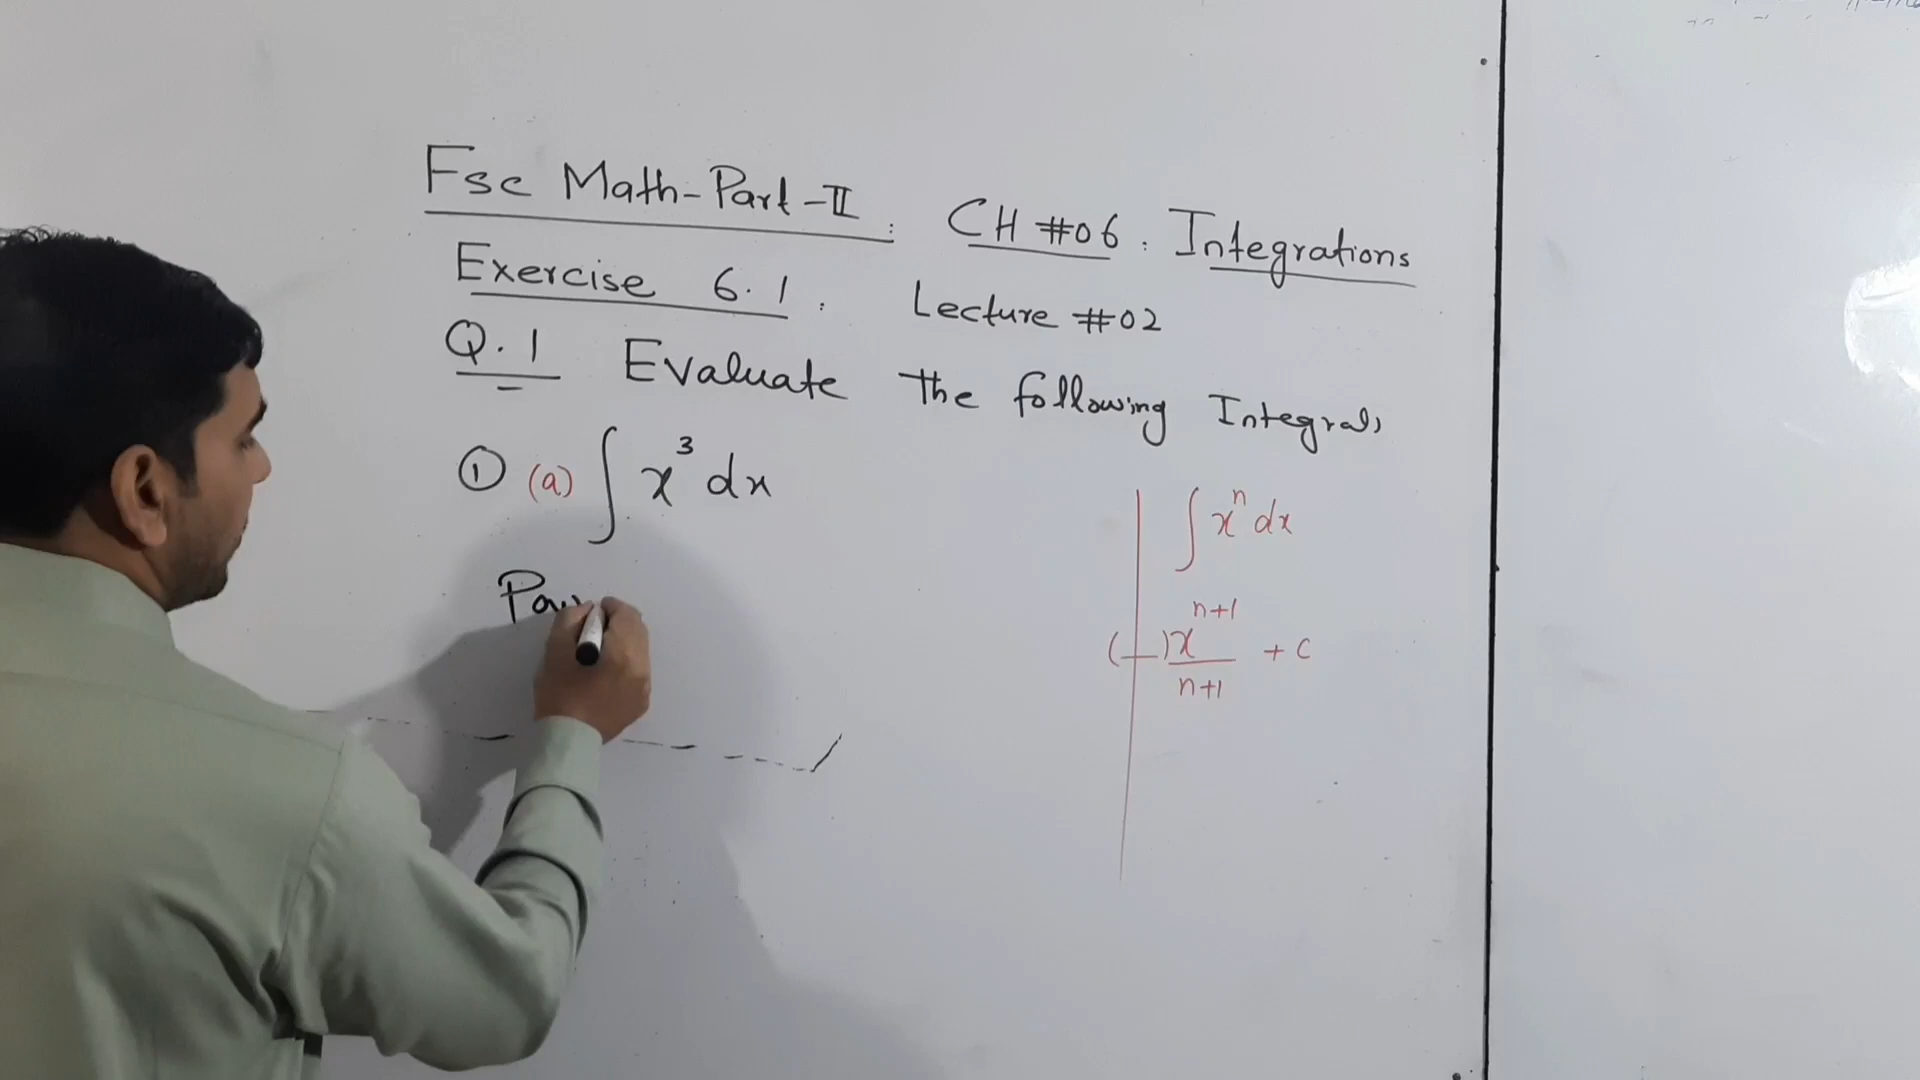 Fsc Math-Part-II : CH #06 : Integrations
Exercise 6.1 : Lecture #02
Q.1 Evaluate the following Integrals
① (a) ∫ x³ dx
Pow
∫ xⁿ dx
(—) x^(n+1)/(n+1) + c